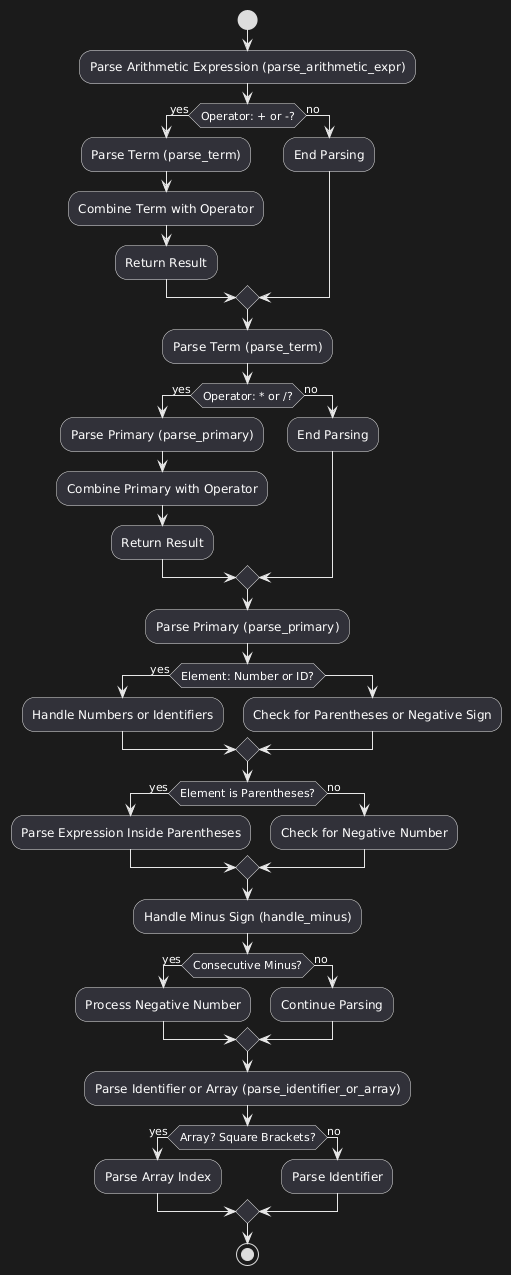 Parse Arithmetic Expression (parse_arithmetic_expr)
yes
Operator: + or -?
no
Parse Term (parse_term)
End Parsing
Combine Term with Operator
Return Result
Parse Term (parse_term)
yes
Operator: * or /?
no
Parse Primary (parse_primary)
End Parsing
Combine Primary with Operator
Return Result
Parse Primary (parse_primary)
yes
Element: Number or ID?
Handle Numbers or Identifiers
Check for Parentheses or Negative Sign
yes
Element is Parentheses?
no
Parse Expression Inside Parentheses
Check for Negative Number
Handle Minus Sign (handle_minus)
yes
Consecutive Minus?
no
Process Negative Number
Continue Parsing
Parse Identifier or Array (parse_identifier_or_array)
yes
Array? Square Brackets?
no
Parse Array Index
Parse Identifier